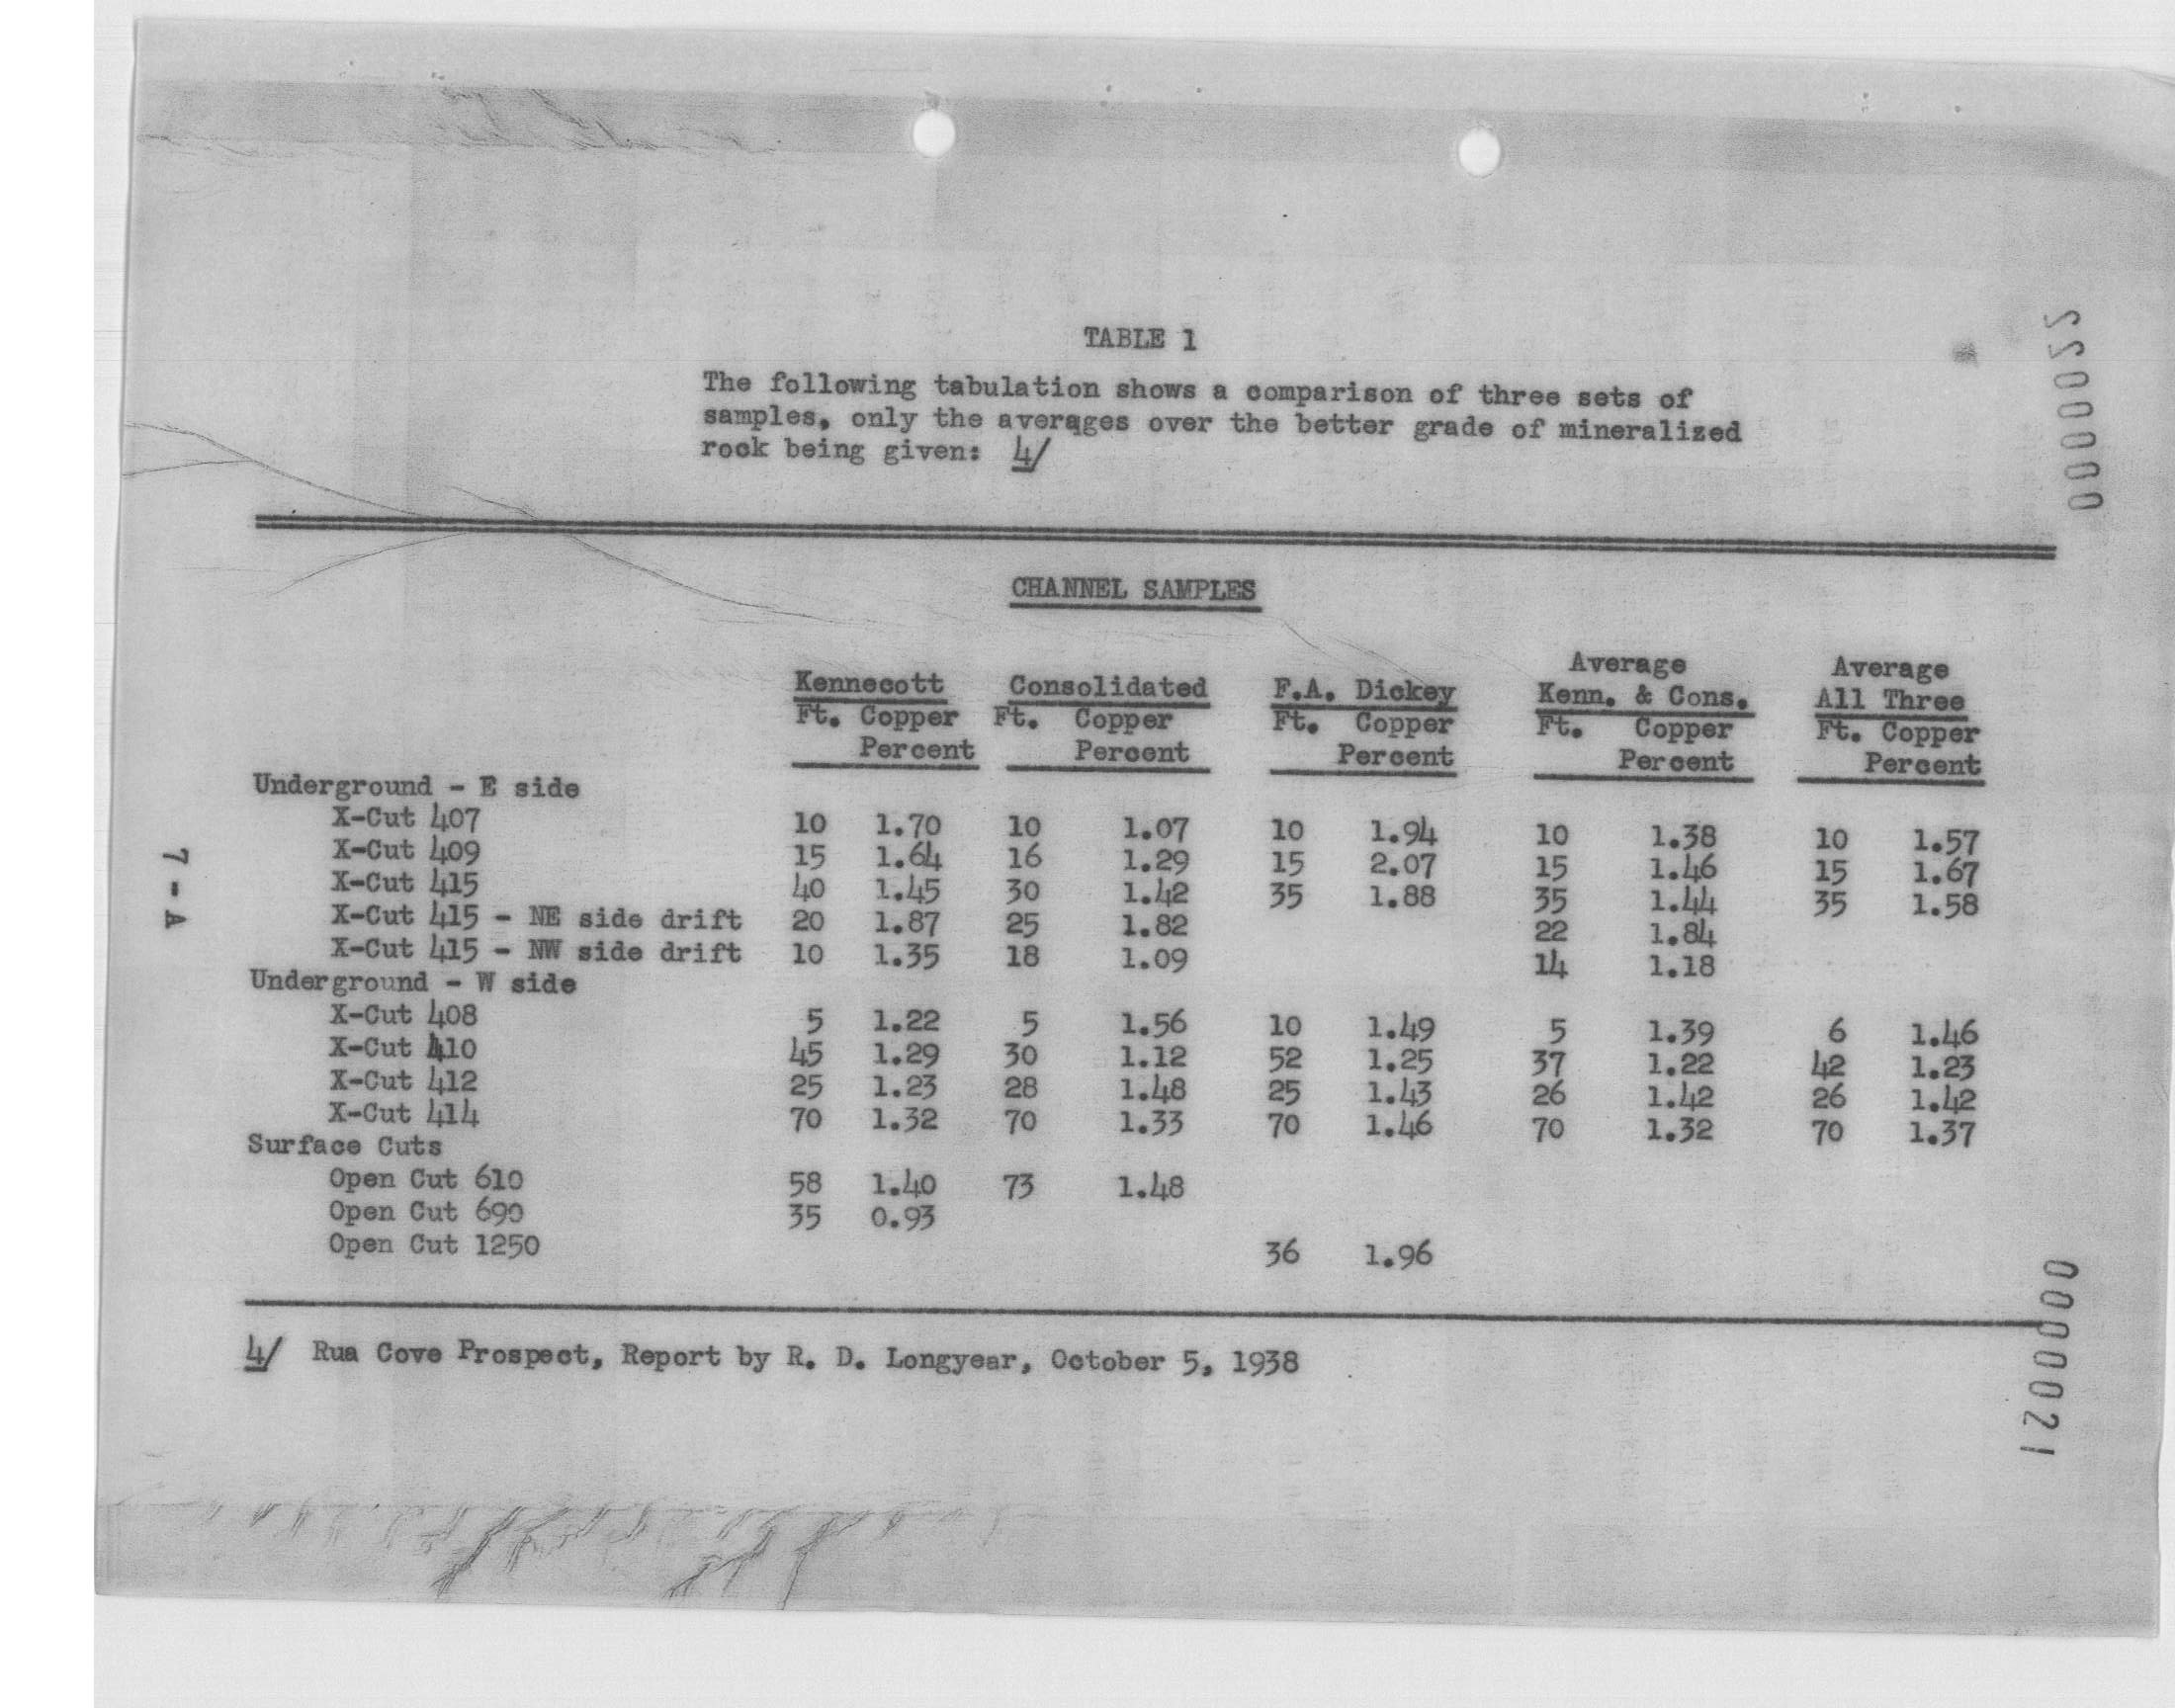 TABLE 1
The following tabulation shows a comparison of three sets of
samples, only the averages over the better grade of mineralized
rock being given: 4/
CHANNEL SAMPLES
Average Average
Kennecott Consolidated F.A. Dickey Kenn. & Cons. All Three
Ft. Copper Ft. Copper Ft. Copper Ft. Copper Ft. Copper
Percent Percent Percent Percent Percent
Underground - E side
X-Cut 407 10 1.70 10 1.07 10 1.94 10 1.38 10 1.57
X-Cut 409 15 1.64 16 1.29 15 2.07 15 1.46 15 1.67
X-Cut 415 40 1.45 30 1.42 35 1.88 35 1.44 35 1.58
X-Cut 415 - NE side drift 20 1.87 25 1.82 22 1.84
X-Cut 415 - NW side drift 10 1.35 18 1.09 14 1.18
Underground - W side
X-Cut 408 5 1.22 5 1.56 10 1.49 5 1.39 6 1.46
X-Cut 410 45 1.29 30 1.12 52 1.25 37 1.22 42 1.23
X-Cut 412 25 1.23 28 1.48 25 1.43 26 1.42 26 1.42
X-Cut 414 70 1.32 70 1.33 70 1.46 70 1.32 70 1.37
Surface Cuts
Open Cut 610 58 1.40 73 1.48
Open Cut 690 35 0.93
Open Cut 1250 36 1.96
4/ Rua Cove Prospect, Report by R. D. Longyear, October 5, 1938
7 - A
000022
0000021